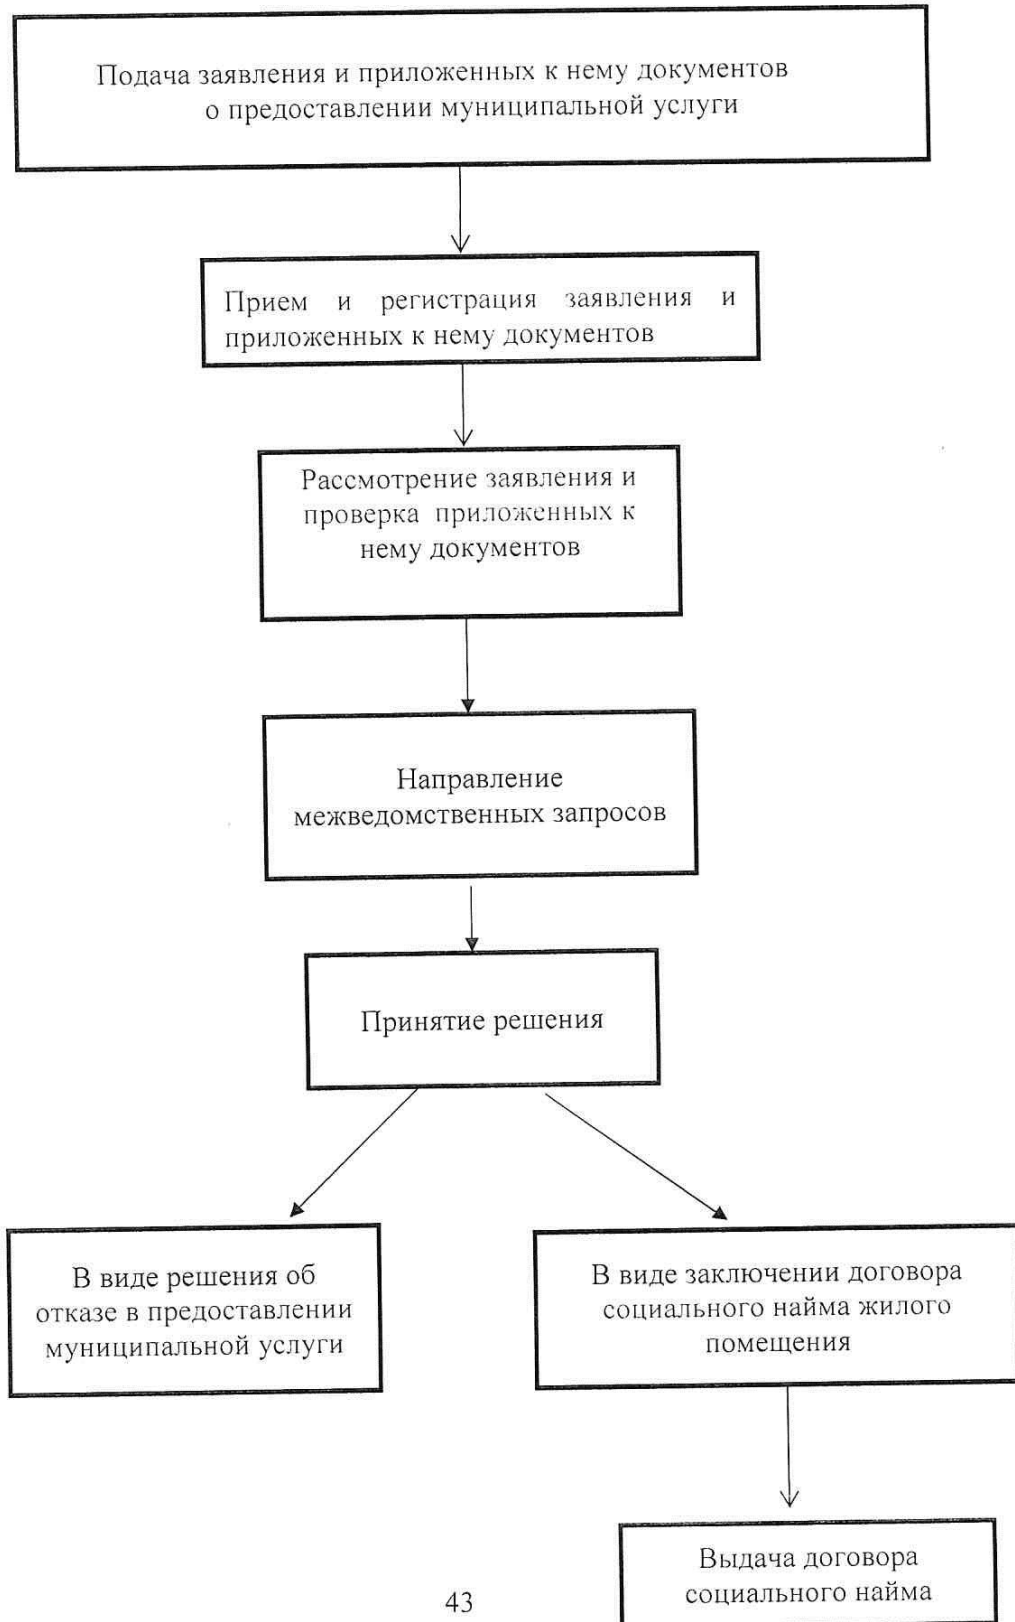 Подача заявления и приложенных к нему документов
о предоставлении муниципальной услуги
Прием и регистрация заявления и
приложенных к нему документов
Рассмотрение заявления и
проверка приложенных к
нему документов
Направление
межведомственных запросов
Принятие решения
В виде решения об
отказе в предоставлении
муниципальной услуги
В виде заключении договора
социального найма жилого
помещения
Выдача договора
социального найма
43